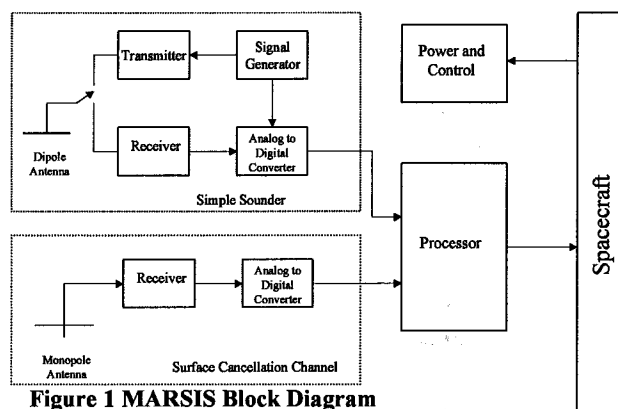 Transmitter
Signal
Generator
Power and
Control
Receiver
Analog to
Digital
Converter
Dipole
Antenna
Simple Sounder
Processor
Spacecraft
Receiver
Analog to
Digital
Converter
Monopole
Antenna
Surface Cancellation Channel
Figure 1 MARSIS Block Diagram